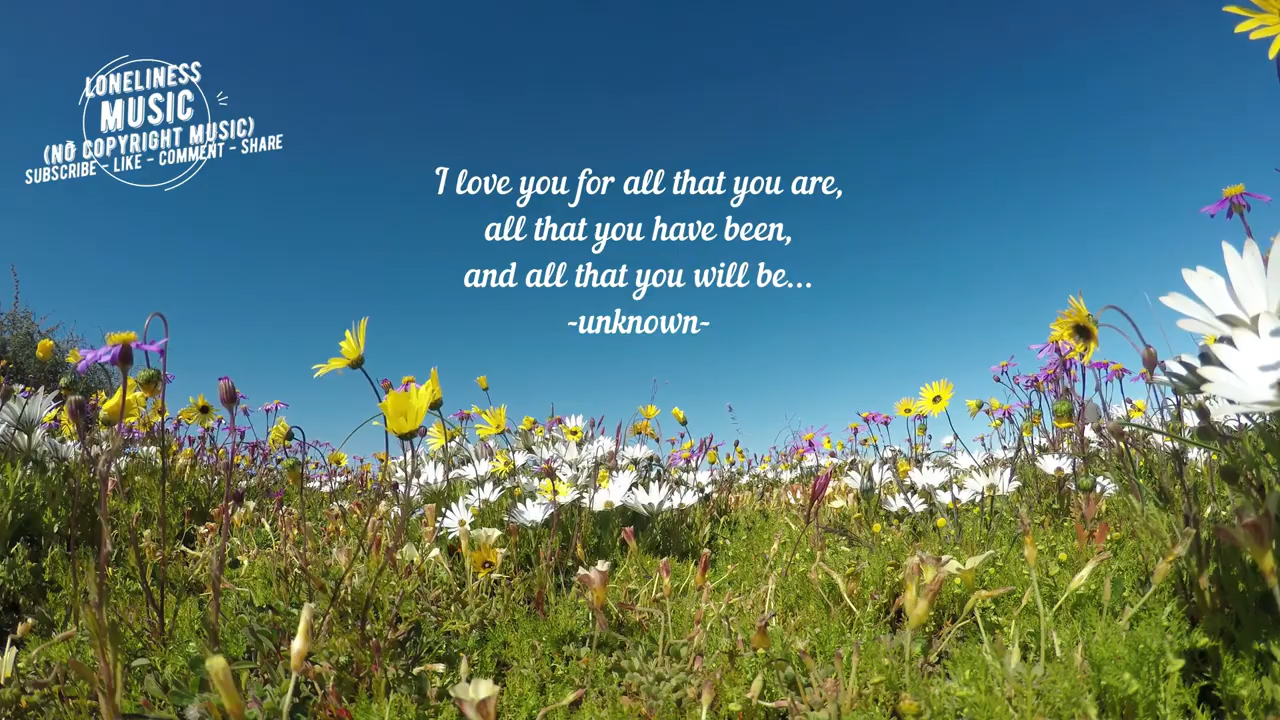 LONELINESS
MUSIC
(NO COPYRIGHT MUSIC)
SUBSCRIBE - LIKE - COMMENT - SHARE
I love you for all that you are,
all that you have been,
and all that you will be...
-unknown-